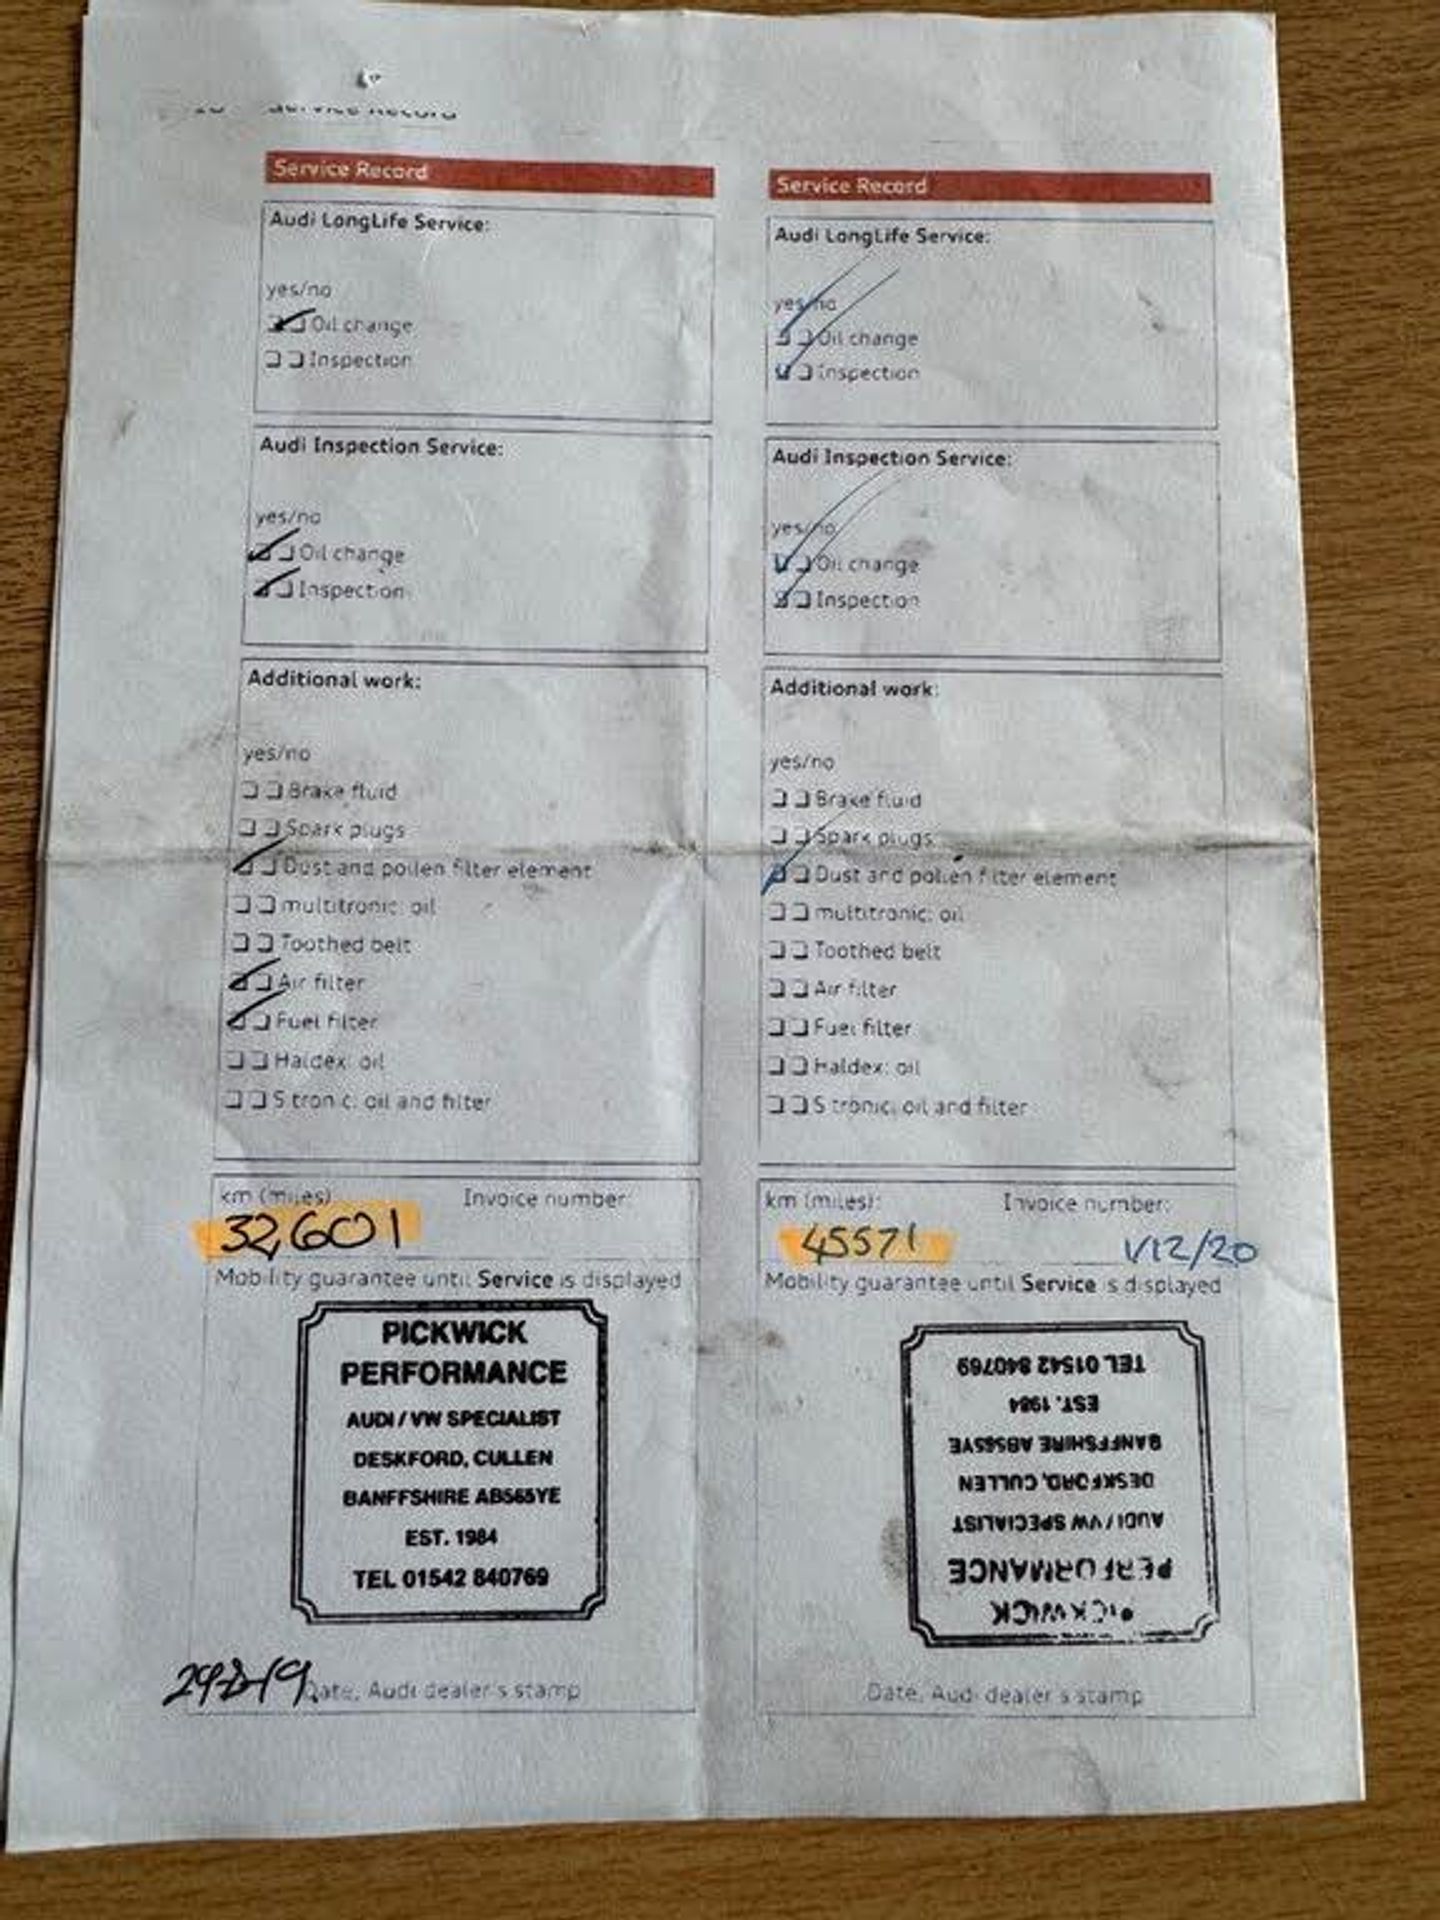 Service Record
Service Record
Audi LongLife Service:
yes/no
Oil change
Inspection
Audi Inspection Service:
yes/no
Oil change
Inspection
Additional work:
yes/no
Brake fluid
Spark plugs
Dust and pollen filter element
multitronic: oil
Toothed belt
Air filter
Fuel filter
Haldex: oil
S tronic: oil and filter
km (miles) Invoice number:
32,601
Mobility guarantee until Service is displayed
PICKWICK
PERFORMANCE
AUDI / VW SPECIALIST
DESKFORD, CULLEN
BANFFSHIRE AB565YE
EST. 1984
TEL 01542 840769
Date, Audi dealer's stamp
Service Record
Audi LongLife Service:
yes/no
Oil change
Inspection
Audi Inspection Service:
yes/no
Oil change
Inspection
Additional work:
yes/no
Brake fluid
Spark plugs
Dust and pollen filter element
multitronic: oil
Toothed belt
Air filter
Fuel filter
Haldex: oil
S tronic: oil and filter
km (miles): Invoice number:
45571 1/12/20
Mobility guarantee until Service is displayed
PICKWICK
PERFORMANCE
AUDI / VW SPECIALIST
DESKFORD, CULLEN
BANFFSHIRE AB565YE
EST. 1984
TEL 01542 840769
Date, Audi dealer's stamp